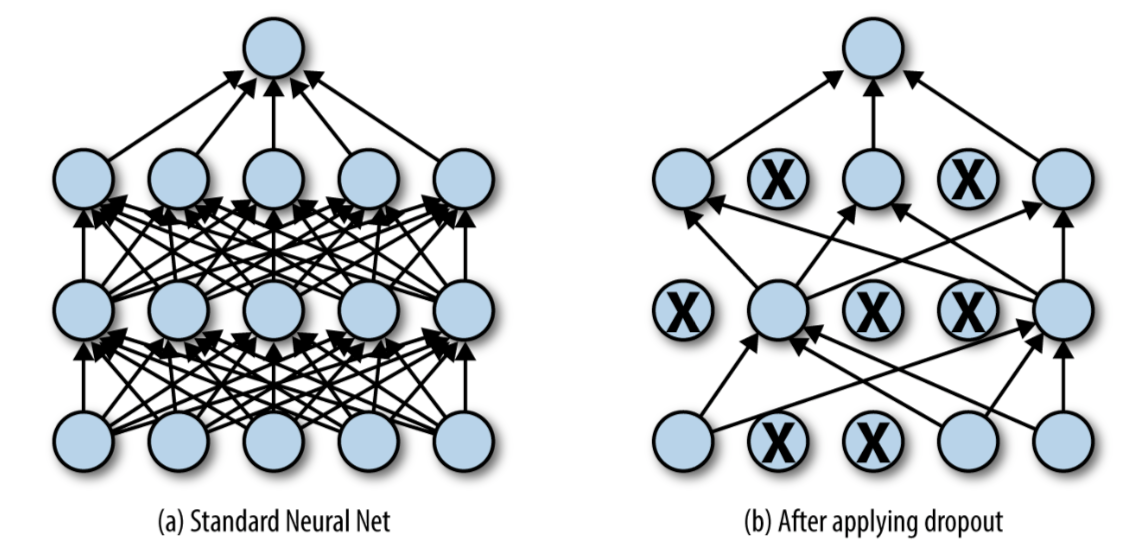 X X
X X X
X X
(a) Standard Neural Net
(b) After applying dropout